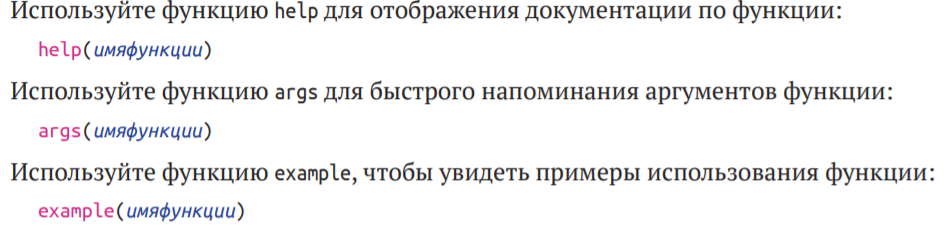 Используйте функцию help для отображения документации по функции:
help(имяфункции)
Используйте функцию args для быстрого напоминания аргументов функции:
args(имяфункции)
Используйте функцию example, чтобы увидеть примеры использования функции:
example(имяфункции)